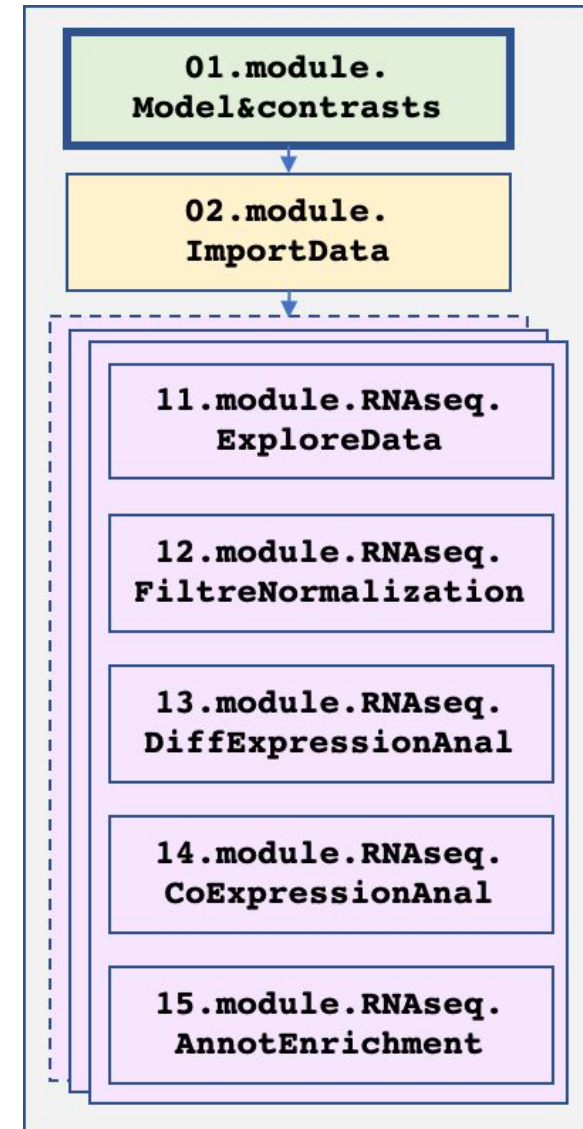 01.module.
Model&contrasts
02.module.
ImportData
11.module.RNAseq.
ExploreData
12.module.RNAseq.
FiltreNormalization
13.module.RNAseq.
DiffExpressionAnal
14.module.RNAseq.
CoExpressionAnal
15.module.RNAseq.
AnnotEnrichment